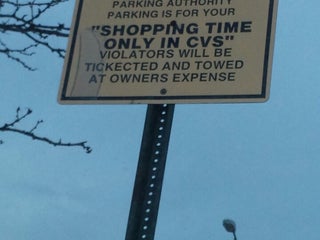 PARKING AUTHORITY
PARKING IS FOR YOUR
"SHOPPING TIME
ONLY IN CVS"
VIOLATORS WILL BE
TICKECTED AND TOWED
AT OWNERS EXPENSE